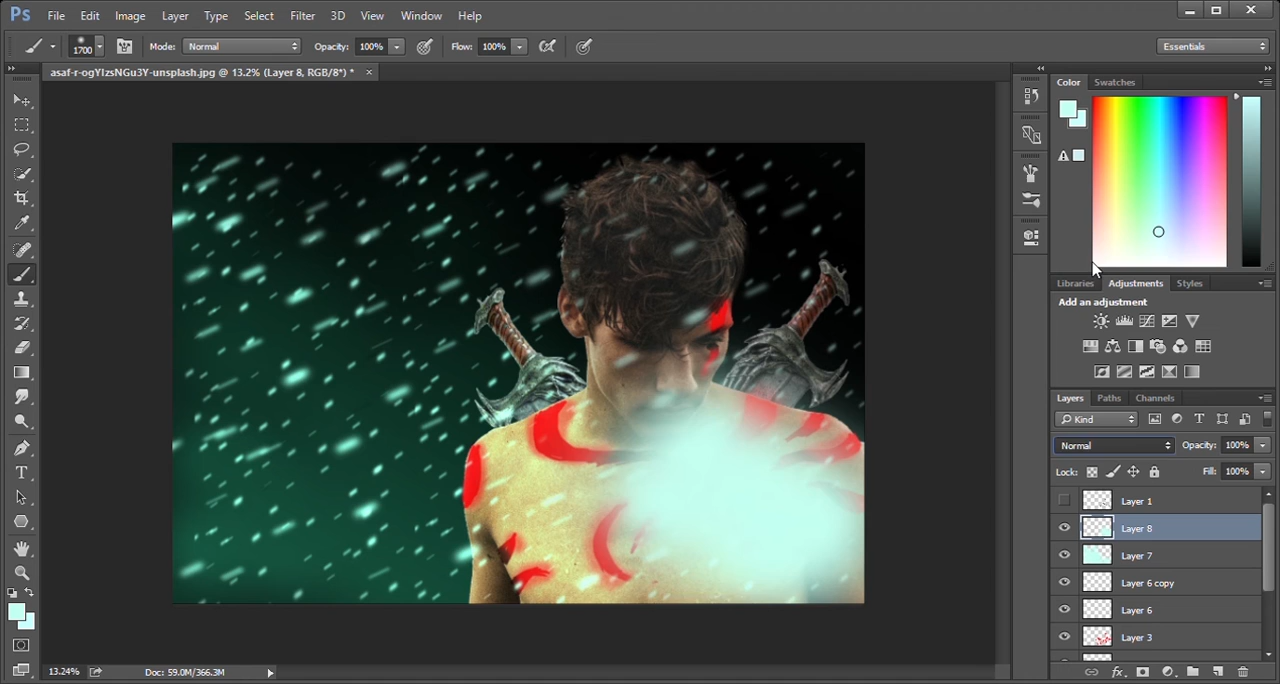 Ps File Edit Image Layer Type Select Filter 3D View Window Help
1700 Mode: Normal Opacity: 100% Flow: 100% Essentials
asaf-r-ogYIzsNGu3Y-unsplash.jpg @ 13.2% (Layer 8, RGB/8*) * ×
Color Swatches
Libraries Adjustments Styles
Add an adjustment
Layers Paths Channels
Kind
Normal Opacity: 100%
Lock: Fill: 100%
Layer 1
Layer 8
Layer 7
Layer 6 copy
Layer 6
Layer 3
13.24% Doc: 59.0M/366.3M